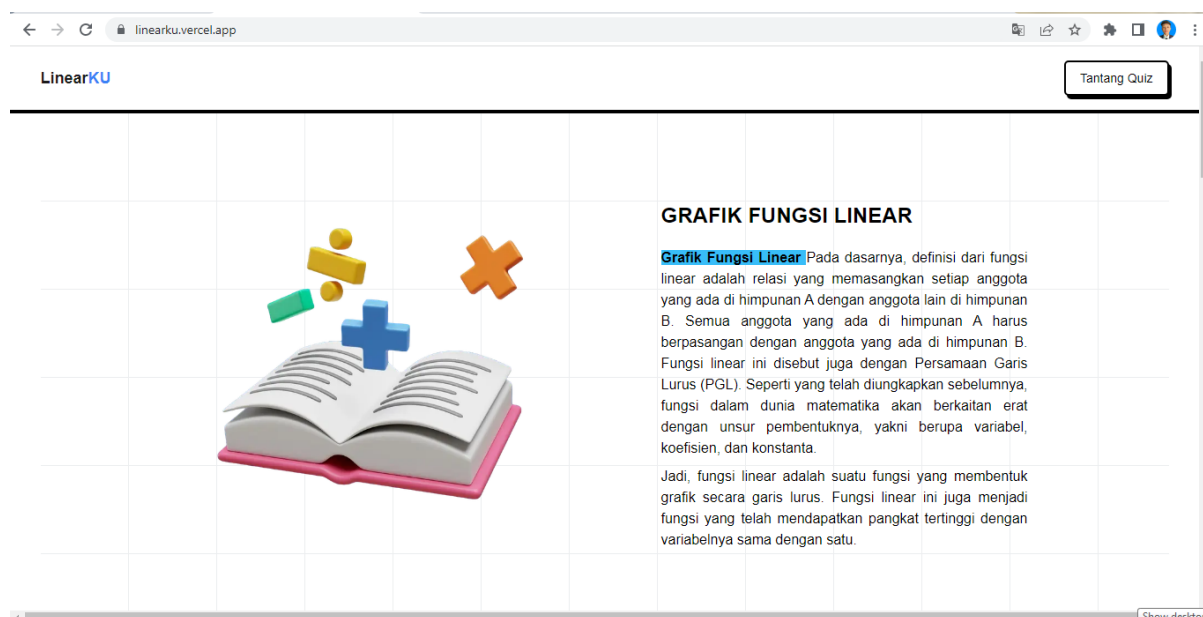 linearku.vercel.app
LinearKU
Tantang Quiz
GRAFIK FUNGSI LINEAR
Grafik Fungsi Linear Pada dasarnya, definisi dari fungsi
linear adalah relasi yang memasangkan setiap anggota
yang ada di himpunan A dengan anggota lain di himpunan
B. Semua anggota yang ada di himpunan A harus
berpasangan dengan anggota yang ada di himpunan B.
Fungsi linear ini disebut juga dengan Persamaan Garis
Lurus (PGL). Seperti yang telah diungkapkan sebelumnya,
fungsi dalam dunia matematika akan berkaitan erat
dengan unsur pembentuknya, yakni berupa variabel,
koefisien, dan konstanta.
Jadi, fungsi linear adalah suatu fungsi yang membentuk
grafik secara garis lurus. Fungsi linear ini juga menjadi
fungsi yang telah mendapatkan pangkat tertinggi dengan
variabelnya sama dengan satu.
Show